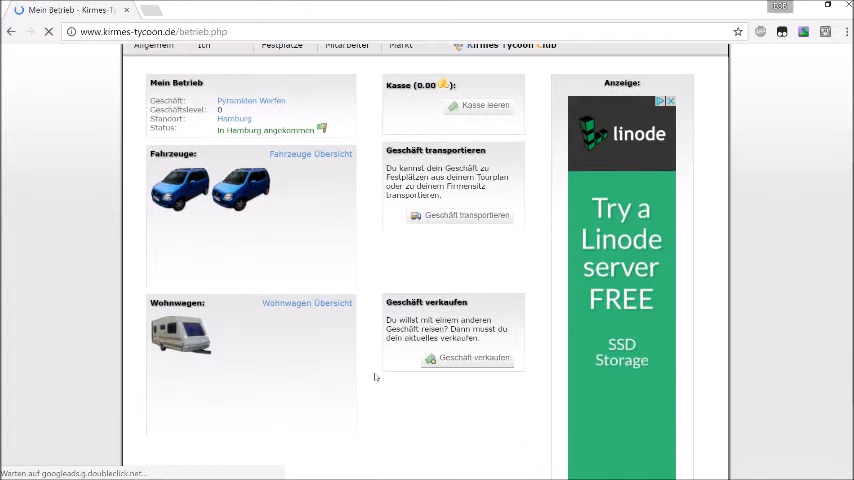 Mein Betrieb - Kirmes-Ty
EOB
www.kirmes-tycoon.de/betrieb.php
Allgemein Ich Festplätze Mitarbeiter Markt Kirmes Tycoon Club
Mein Betrieb
Geschäft: Pyramiden Werfen
Geschäftslevel: 0
Standort: Hamburg
Status: In Hamburg angekommen
Fahrzeuge: Fahrzeuge Übersicht
Wohnwagen: Wohnwagen Übersicht
Kasse (0.00 ):
Kasse leeren
Geschäft transportieren
Du kannst dein Geschäft zu
Festplätzen aus deinem Tourplan
oder zu deinem Firmensitz
transportieren.
Geschäft transportieren
Geschäft verkaufen
Du willst mit einem anderen
Geschäft reisen? Dann musst du
dein aktuelles verkaufen.
Geschäft verkaufen
Anzeige:
linode
Try a
Linode
server
FREE
SSD
Storage
Warten auf googleads.g.doubleclick.net...